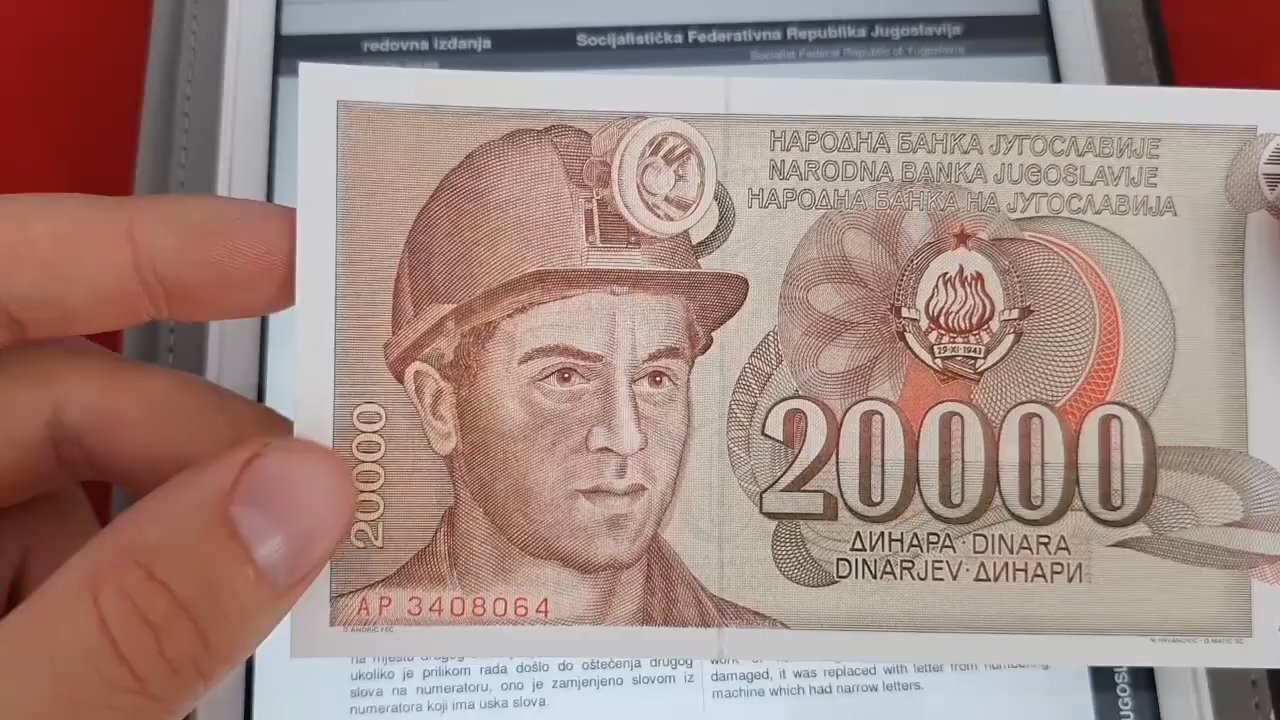 redovna izdanja
Socijalistička Federativna Republika Jugoslavija
Socialist Federal Republic of Yugoslavia
НАРОДНА БАНКА ЈУГОСЛАВИЈЕ
NARODNA BANKA JUGOSLAVIJE
НАРОДНА БАНКА НА ЈУГОСЛАВИЈА
29·XI·1943
20000
20000
ДИНАРА·DINARA
DINARJEV·ДИНАРИ
AP 3408064
na mjestu drugog
ukoliko je prilikom rada došlo do oštećenja drugog
slova na numeratoru, ono je zamjenjeno slovom iz
numeratora koji ima uska slova.
damaged, it was replaced with letter from numbering
machine which had narrow letters.